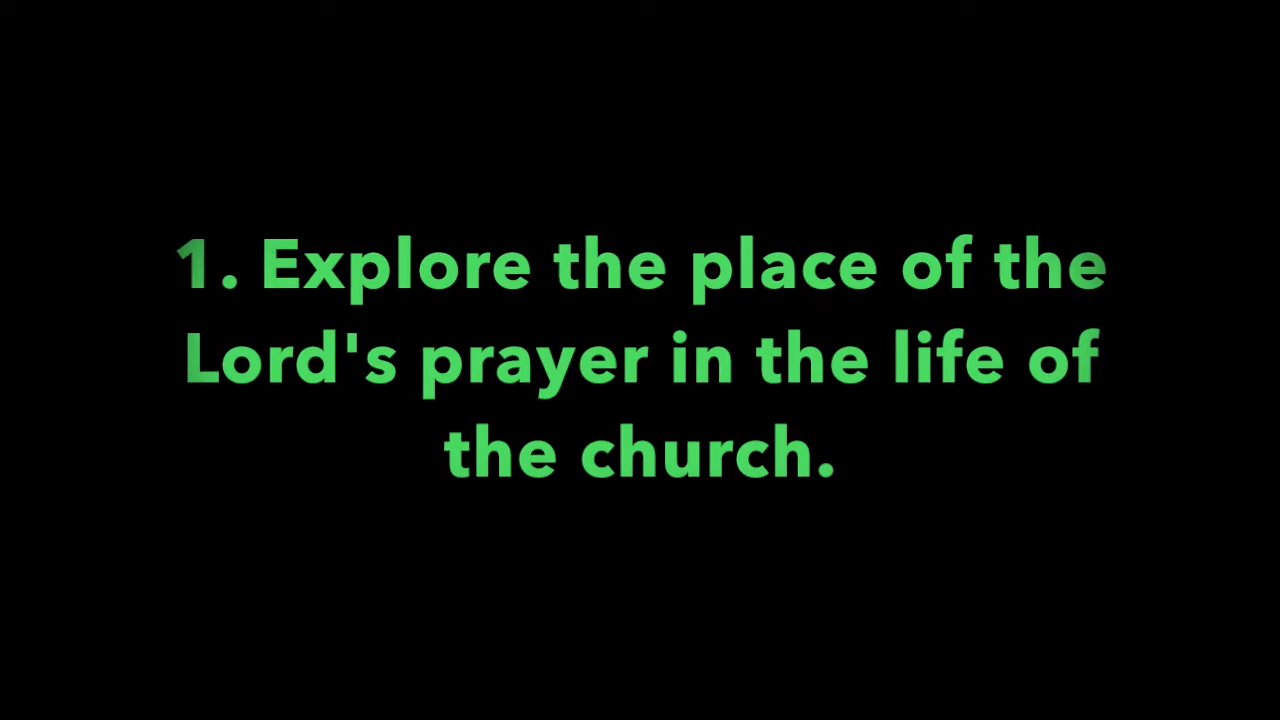 1. Explore the place of the
Lord's prayer in the life of
the church.